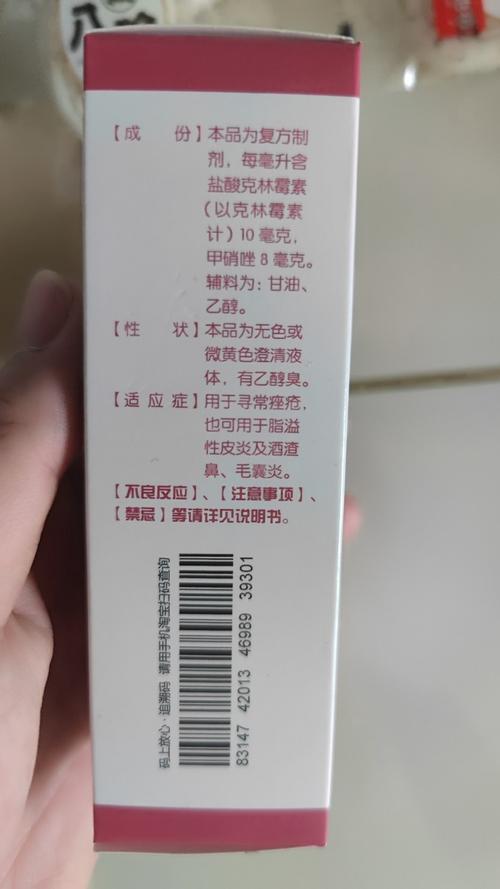 【成 份】本品为复方制
剂，每毫升含
盐酸克林霉素
（以克林霉素
计）10 毫克，
甲硝唑 8 毫克。
辅料为：甘油、
乙醇。
【性 状】本品为无色或
微黄色澄清液
体，有乙醇臭。
【适应症】用于寻常痤疮，
也可用于脂溢
性皮炎及酒渣
鼻、毛囊炎。
【不良反应】、【注意事项】、
【禁忌】等请详见说明书。
码上放心·追溯码 请用手机淘宝扫码查询
83147 42013 46989 39301
八